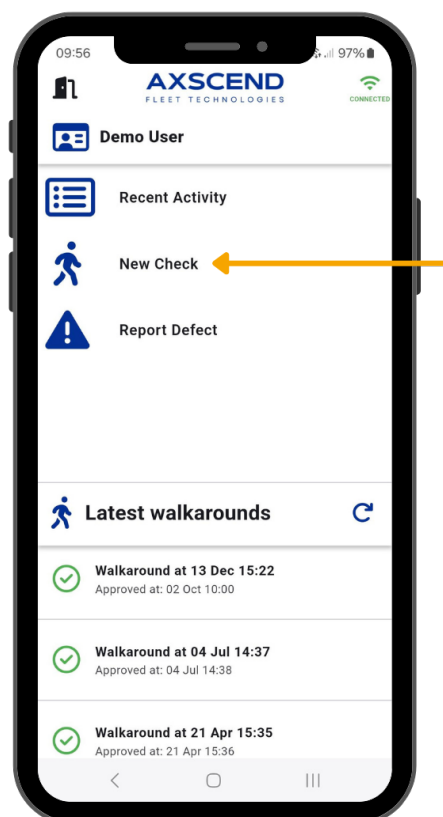 09:56
97%
AXSCEND
FLEET TECHNOLOGIES
CONNECTED
Demo User
Recent Activity
New Check
Report Defect
Latest walkarounds
Walkaround at 13 Dec 15:22
Approved at: 02 Oct 10:00
Walkaround at 04 Jul 14:37
Approved at: 04 Jul 14:38
Walkaround at 21 Apr 15:35
Approved at: 21 Apr 15:36